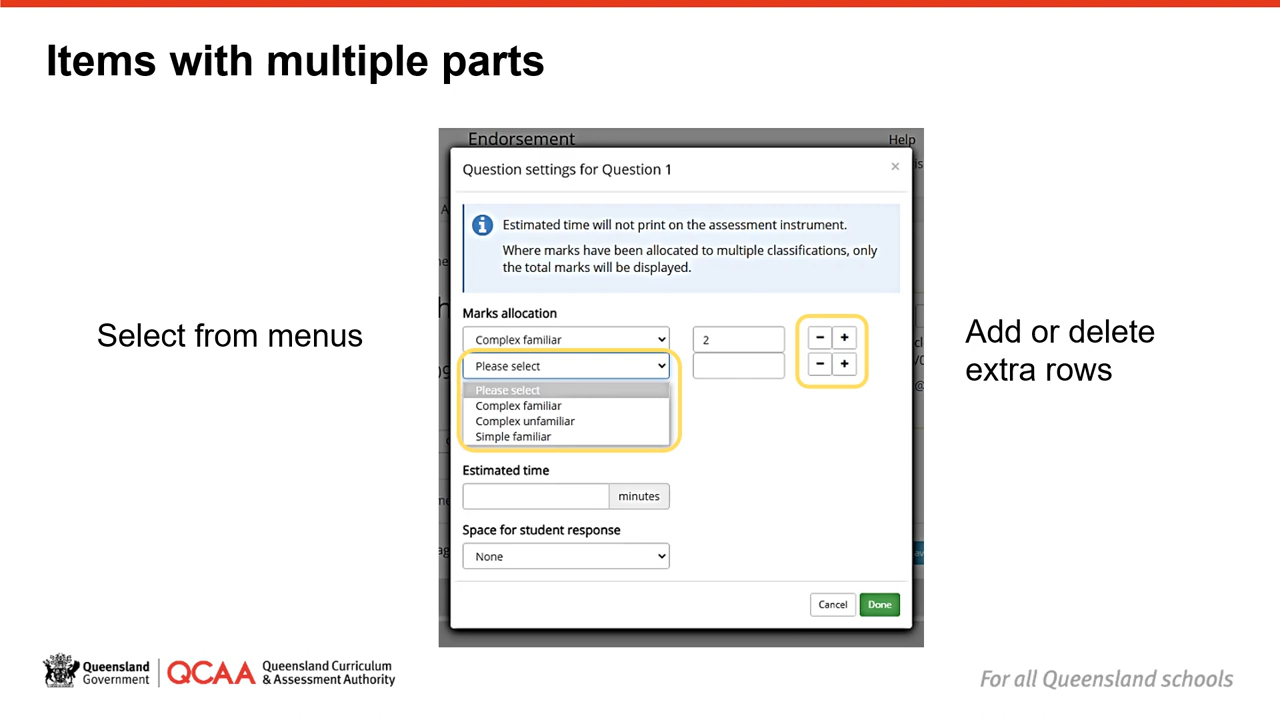 Items with multiple parts
Endorsement
Help
Question settings for Question 1
×
Estimated time will not print on the assessment instrument.
Where marks have been allocated to multiple classifications, only
the total marks will be displayed.
Marks allocation
Complex familiar
2
− +
Please select
− +
Please select
Complex familiar
Complex unfamiliar
Simple familiar
Estimated time
minutes
Space for student response
None
Cancel
Done
Select from menus
Add or delete
extra rows
Queensland
Government
QCAA
Queensland Curriculum
& Assessment Authority
For all Queensland schools